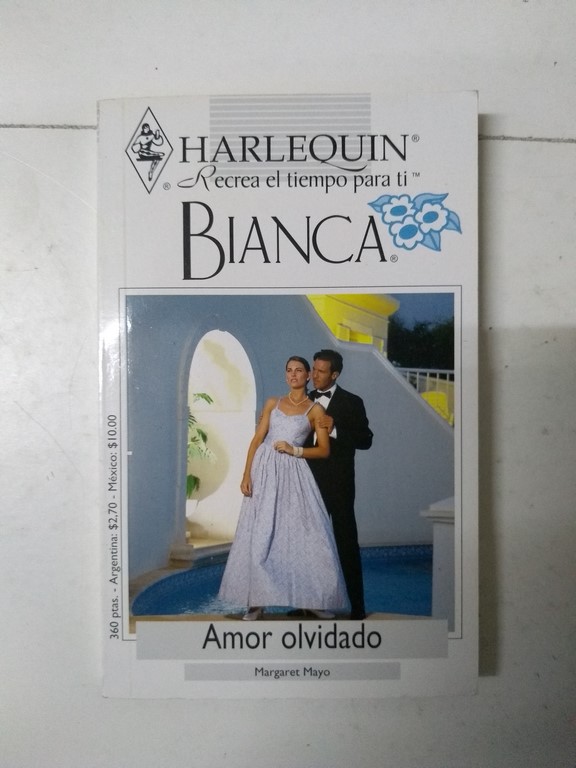 HARLEQUIN®
® Recrea el tiempo para ti™
BIANCA®
360 ptas. - Argentina: $2,70 - México: $10.00
Amor olvidado
Margaret Mayo